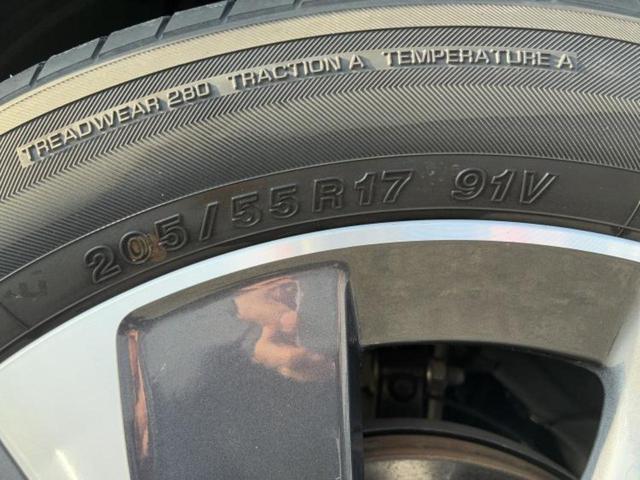 TREADWEAR 280 TRACTION A TEMPERATURE A
205/55R17 91V